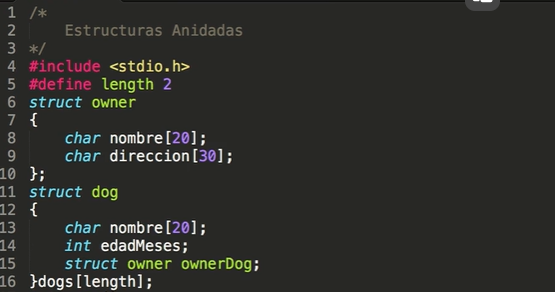 1 /*
2     Estructuras Anidadas
3 */
4 #include <stdio.h>
5 #define length 2
6 struct owner
7 {
8     char nombre[20];
9     char direccion[30];
10 };
11 struct dog
12 {
13     char nombre[20];
14     int edadMeses;
15     struct owner ownerDog;
16 }dogs[length];